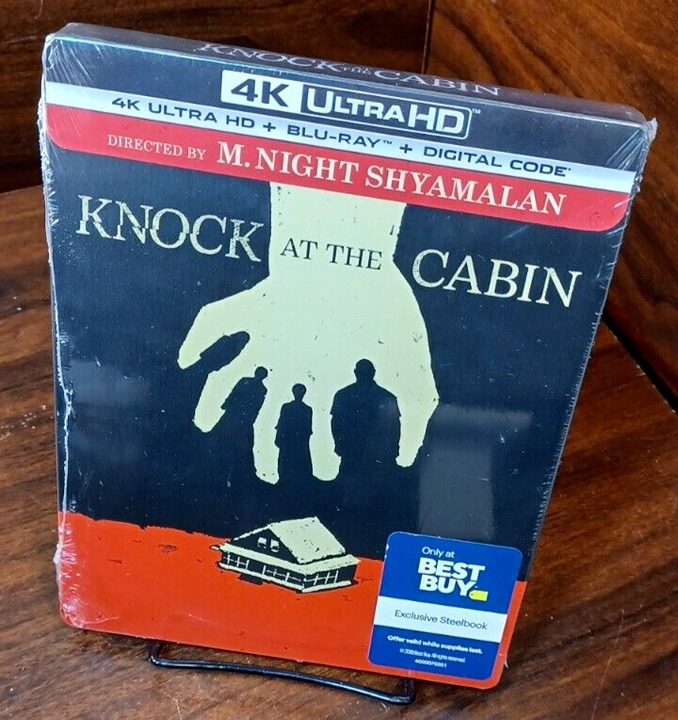 KNOCK AT THE CABIN
4K ULTRA HD™
4K ULTRA HD + BLU-RAY™ + DIGITAL CODE*
DIRECTED BY M. NIGHT SHYAMALAN
KNOCK AT THE CABIN
Only at
BEST
BUY
Exclusive Steelbook
Offer valid while supplies last.